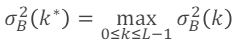 σ_B^2(k*) = max_{0≤k≤L−1} σ_B^2(k)